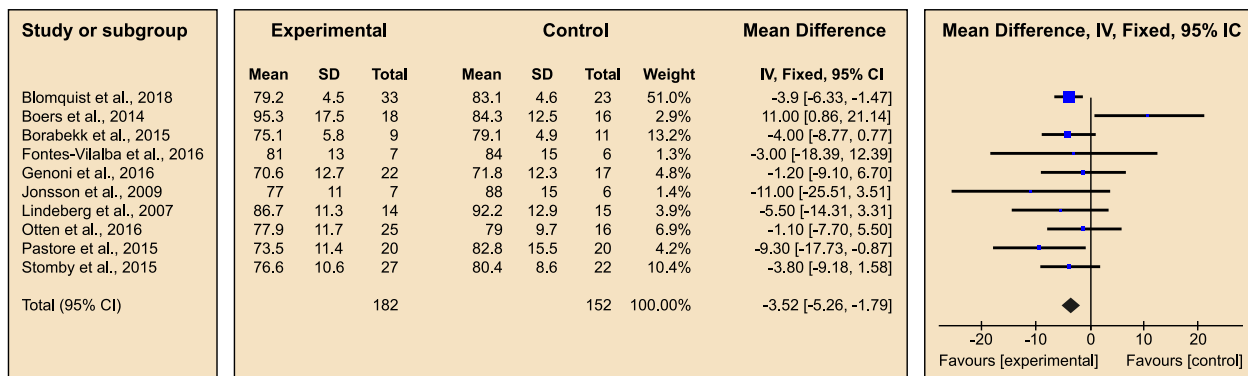 Study or subgroup Experimental Control Mean Difference Mean Difference, IV, Fixed, 95% IC
Mean SD Total Mean SD Total Weight IV, Fixed, 95% CI
Blomquist et al., 2018 79.2 4.5 33 83.1 4.6 23 51.0% -3.9 [-6.33, -1.47]
Boers et al., 2014 95.3 17.5 18 84.3 12.5 16 2.9% 11.00 [0.86, 21.14]
Borabekk et al., 2015 75.1 5.8 9 79.1 4.9 11 13.2% -4.00 [-8.77, 0.77]
Fontes-Vilalba et al., 2016 81 13 7 84 15 6 1.3% -3.00 [-18.39, 12.39]
Genoni et al., 2016 70.6 12.7 22 71.8 12.3 17 4.8% -1.20 [-9.10, 6.70]
Jonsson et al., 2009 77 11 7 88 15 6 1.4% -11.00 [-25.51, 3.51]
Lindeberg et al., 2007 86.7 11.3 14 92.2 12.9 15 3.9% -5.50 [-14.31, 3.31]
Otten et al., 2016 77.9 11.7 25 79 9.7 16 6.9% -1.10 [-7.70, 5.50]
Pastore et al., 2015 73.5 11.4 20 82.8 15.5 20 4.2% -9.30 [-17.73, -0.87]
Stomby et al., 2015 76.6 10.6 27 80.4 8.6 22 10.4% -3.80 [-9.18, 1.58]
Total (95% CI) 182 152 100.00% -3.52 [-5.26, -1.79]
-20 -10 0 10 20
Favours [experimental] Favours [control]